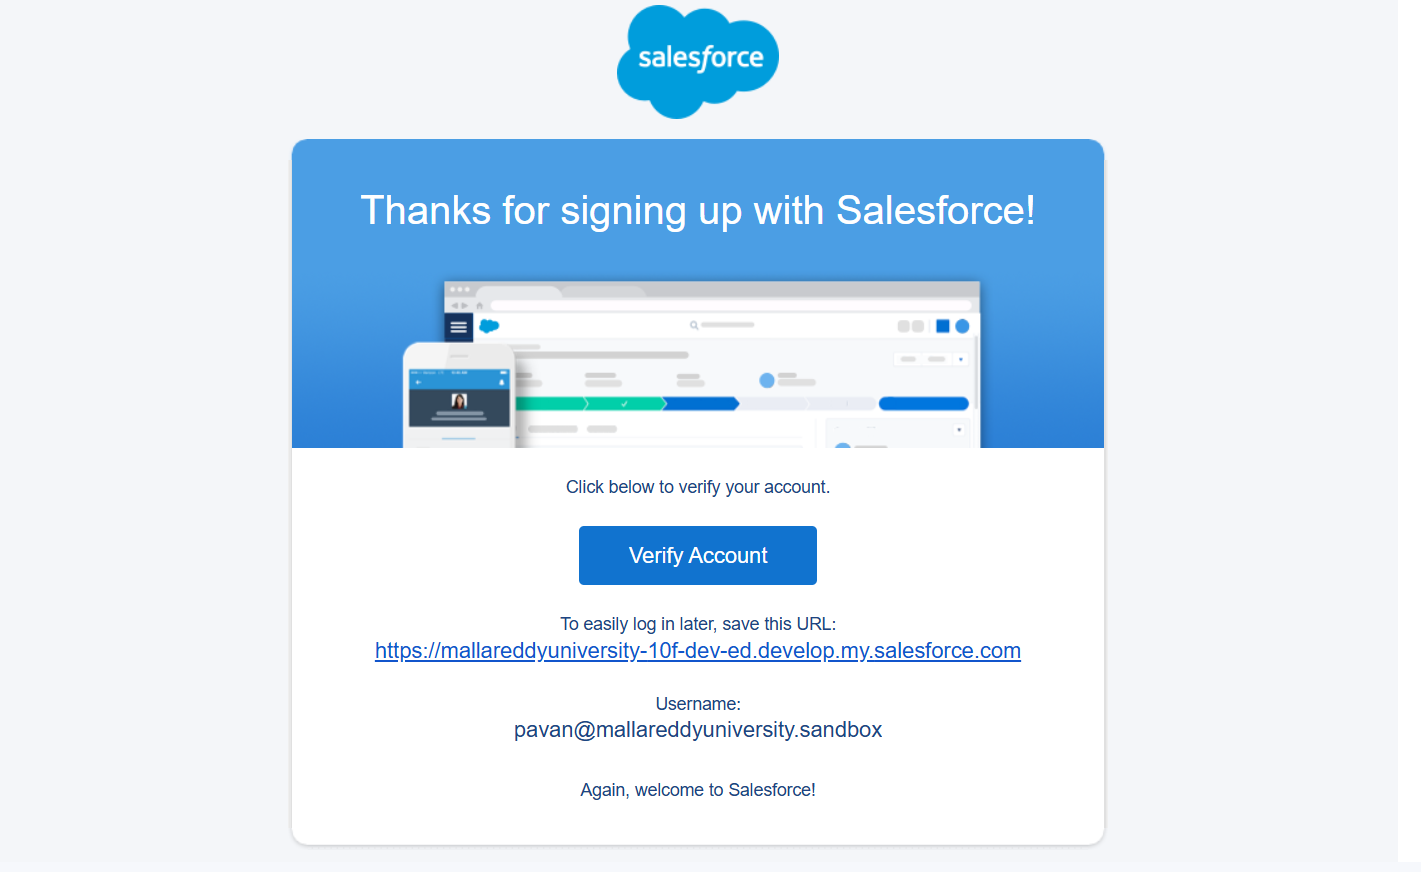 salesforce
Thanks for signing up with Salesforce!
Click below to verify your account.
Verify Account
To easily log in later, save this URL:
https://mallareddyuniversity-10f-dev-ed.develop.my.salesforce.com
Username:
pavan@mallareddyuniversity.sandbox
Again, welcome to Salesforce!